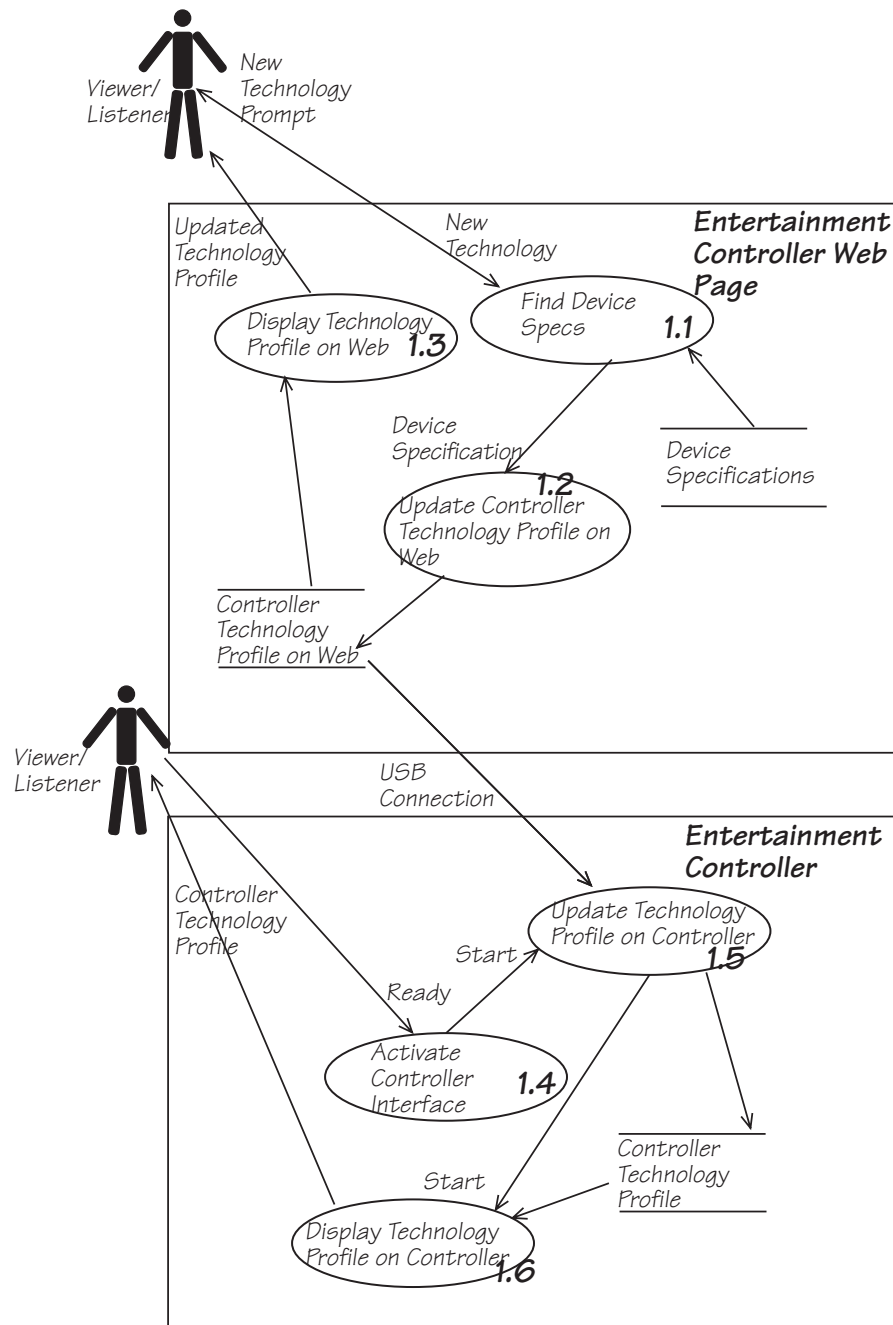 New
Technology
Prompt
Viewer/
Listener
Updated
Technology
Profile
New
Technology
Entertainment
Controller Web
Page
Find Device
Specs
1.1
Display Technology
Profile on Web
1.3
Device
Specification
Device
Specifications
1.2
Update Controller
Technology Profile on
Web
Controller
Technology
Profile on Web
Viewer/
Listener
USB
Connection
Entertainment
Controller
Controller
Technology
Profile
Update Technology
Profile on Controller
1.5
Start
Ready
Activate
Controller
Interface
1.4
Controller
Technology
Profile
Start
Display Technology
Profile on Controller
1.6